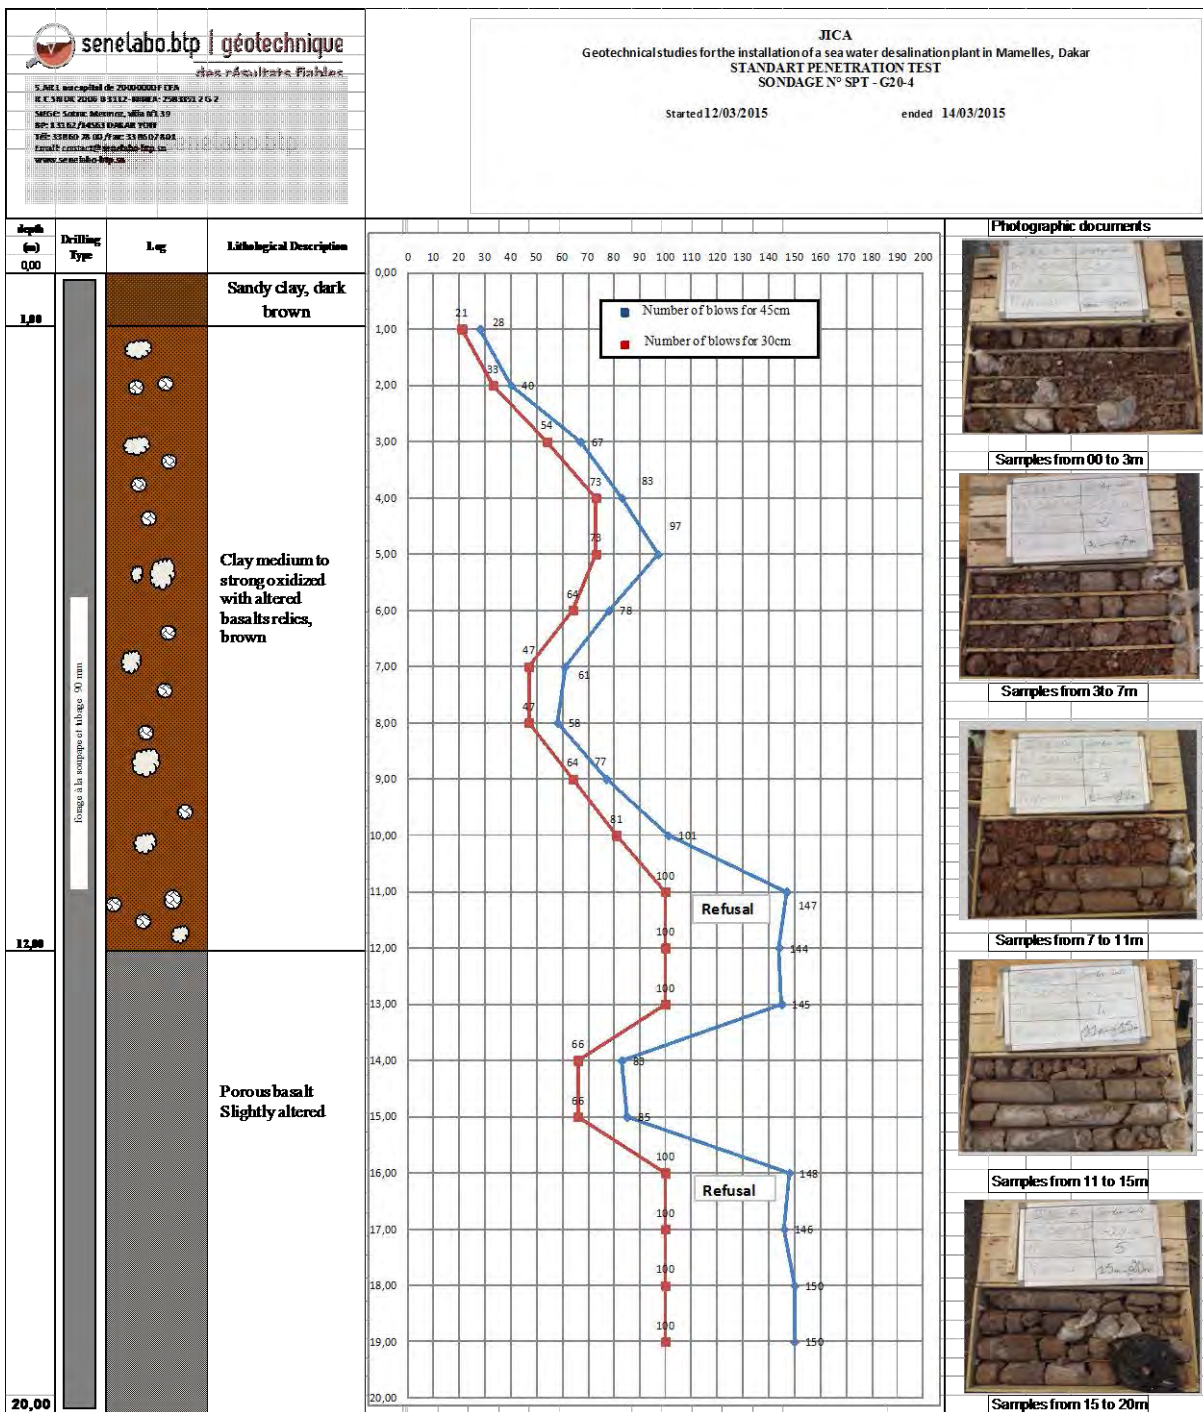 senelabo.btp | géotechnique
des résultats fiables
www.senelabo-btp.sn
JICA
Geotechnical studies for the installation of a sea water desalination plant in Mamelles, Dakar
STANDART PENETRATION TEST
SONDAGE N° SPT - G20-4
Started 12/03/2015 ended 14/03/2015
depth
(m)
0,00
Drilling
Type
Log
Lithological Description
Photographic documents
0 10 20 30 40 50 60 70 80 90 100 110 120 130 140 150 160 170 180 190 200
0,00
Sandy clay, dark
brown
1,00
Number of blows for 45cm
Number of blows for 30cm
1,00 21 28
2,00 33 40
3,00 54 67
Samples from 00 to 3m
4,00 73 83
5,00 73 97
Clay medium to
strong oxidized
with altered
basalts relics,
brown
6,00 64 78
forage à la soupape et tubage 90 mm
7,00 47 61
Samples from 3to 7m
8,00 47 58
9,00 64 77
10,00 81 101
11,00 100 147
Refusal
12,00
12,00 100 144
Samples from 7 to 11m
13,00 100 145
14,00 66 83
Porous basalt
Slightly altered
15,00 66 85
16,00 100 148
Refusal
Samples from 11 to 15m
17,00 100 146
18,00 100 150
19,00 100 150
20,00
20,00
Samples from 15 to 20m